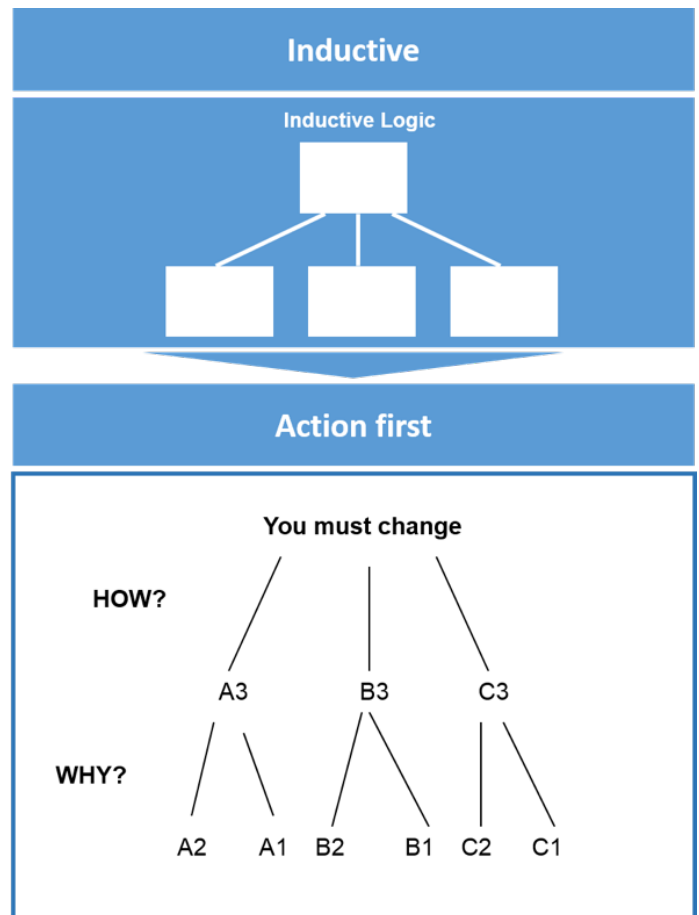 Inductive
Inductive Logic
Action first
You must change
HOW?
A3 B3 C3
WHY?
A2 A1 B2 B1 C2 C1